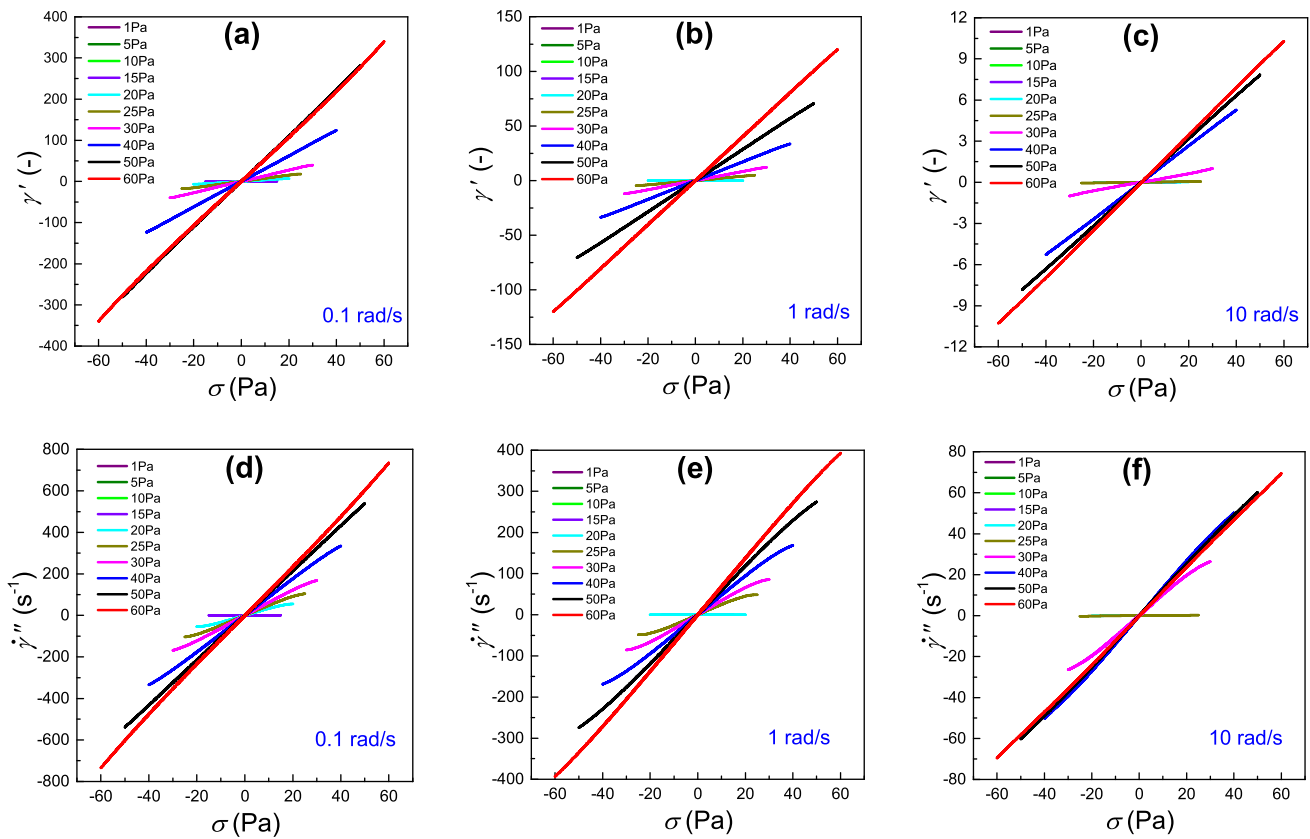 (a)
400
300
200
100
0
-100
-200
-300
-400
γ′ (-)
1Pa
5Pa
10Pa
15Pa
20Pa
25Pa
30Pa
40Pa
50Pa
60Pa
0.1 rad/s
-60 -40 -20 0 20 40 60
σ (Pa)
(b)
150
100
50
0
-50
-100
-150
γ′ (-)
1Pa
5Pa
10Pa
15Pa
20Pa
25Pa
30Pa
40Pa
50Pa
60Pa
1 rad/s
-60 -40 -20 0 20 40 60
σ (Pa)
(c)
12
9
6
3
0
-3
-6
-9
-12
γ′ (-)
1Pa
5Pa
10Pa
15Pa
20Pa
25Pa
30Pa
40Pa
50Pa
60Pa
10 rad/s
-60 -40 -20 0 20 40 60
σ (Pa)
(d)
800
600
400
200
0
-200
-400
-600
-800
γ̇″ (s⁻¹)
1Pa
5Pa
10Pa
15Pa
20Pa
25Pa
30Pa
40Pa
50Pa
60Pa
0.1 rad/s
-60 -40 -20 0 20 40 60
σ (Pa)
(e)
400
300
200
100
0
-100
-200
-300
-400
γ̇″ (s⁻¹)
1Pa
5Pa
10Pa
15Pa
20Pa
25Pa
30Pa
40Pa
50Pa
60Pa
1 rad/s
-60 -40 -20 0 20 40 60
σ (Pa)
(f)
80
60
40
20
0
-20
-40
-60
-80
γ̇″ (s⁻¹)
1Pa
5Pa
10Pa
15Pa
20Pa
25Pa
30Pa
40Pa
50Pa
60Pa
10 rad/s
-60 -40 -20 0 20 40 60
σ (Pa)